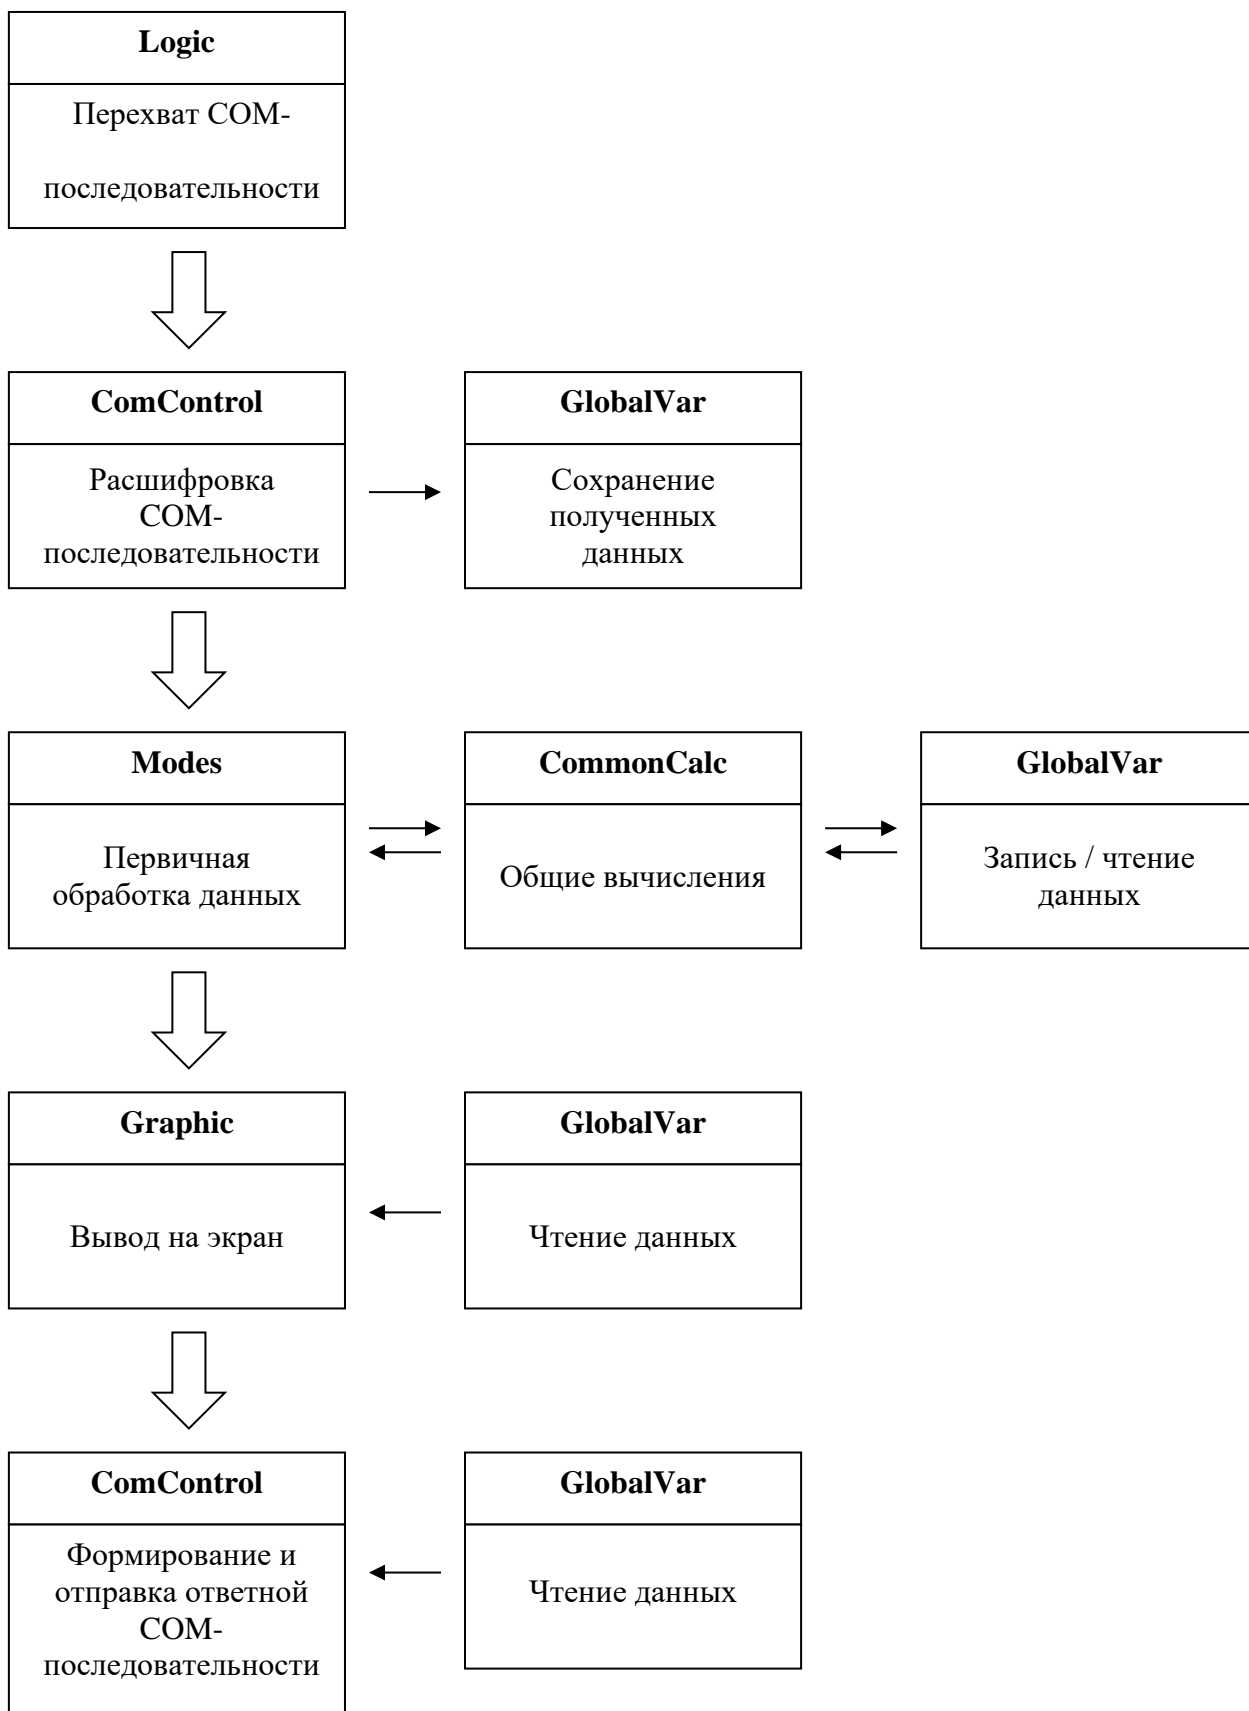 Logic
Перехват COM-
последовательности
ComControl
Расшифровка
COM-
последовательности
GlobalVar
Сохранение
полученных
данных
Modes
Первичная
обработка данных
CommonCalc
Общие вычисления
GlobalVar
Запись / чтение
данных
Graphic
Вывод на экран
GlobalVar
Чтение данных
ComControl
Формирование и
отправка ответной
COM-
последовательности
GlobalVar
Чтение данных